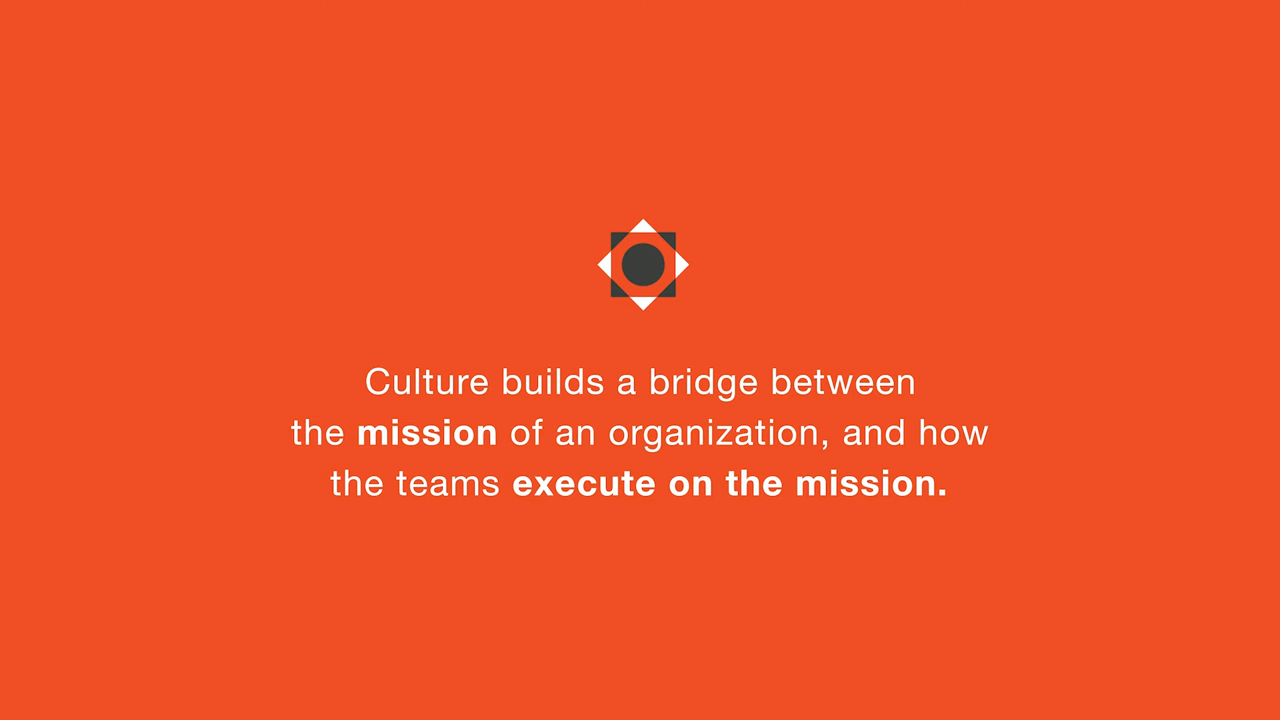 Culture builds a bridge between
the mission of an organization, and how
the teams execute on the mission.